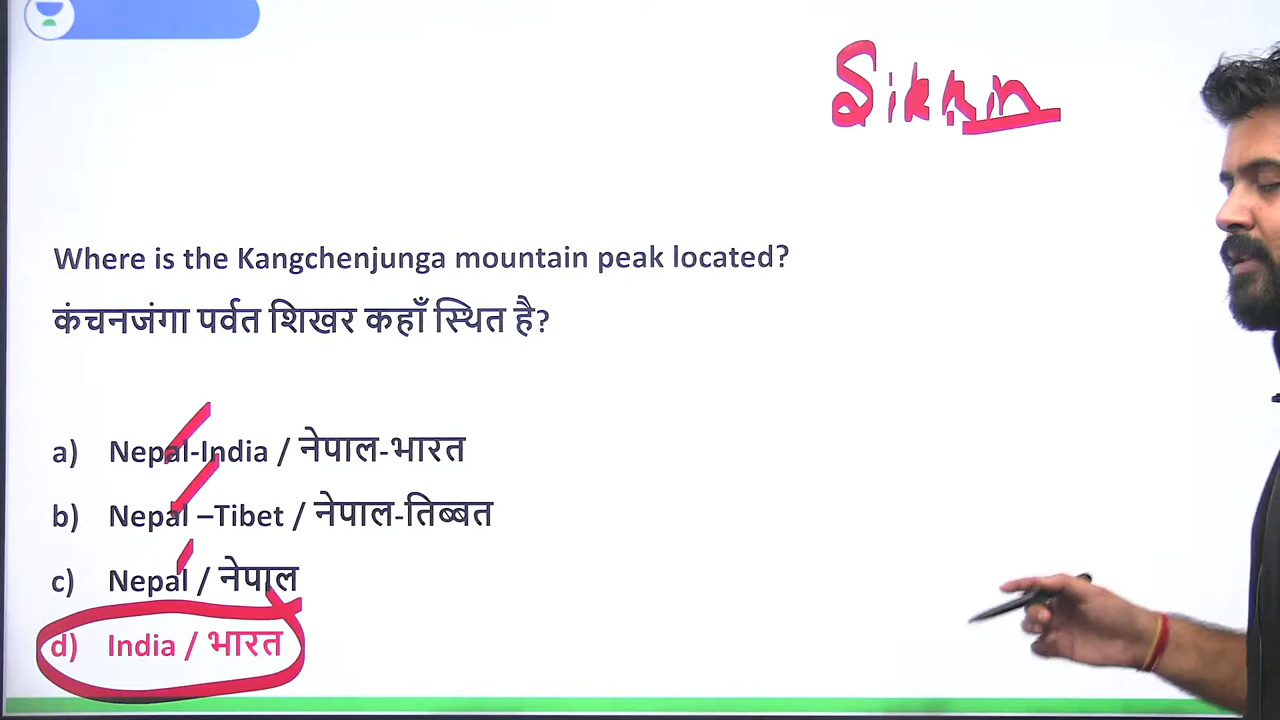 Where is the Kangchenjunga mountain peak located?
कंचनजंगा पर्वत शिखर कहाँ स्थित है?
a) Nepal-India / नेपाल-भारत
b) Nepal –Tibet / नेपाल-तिब्बत
c) Nepal / नेपाल
d) India / भारत